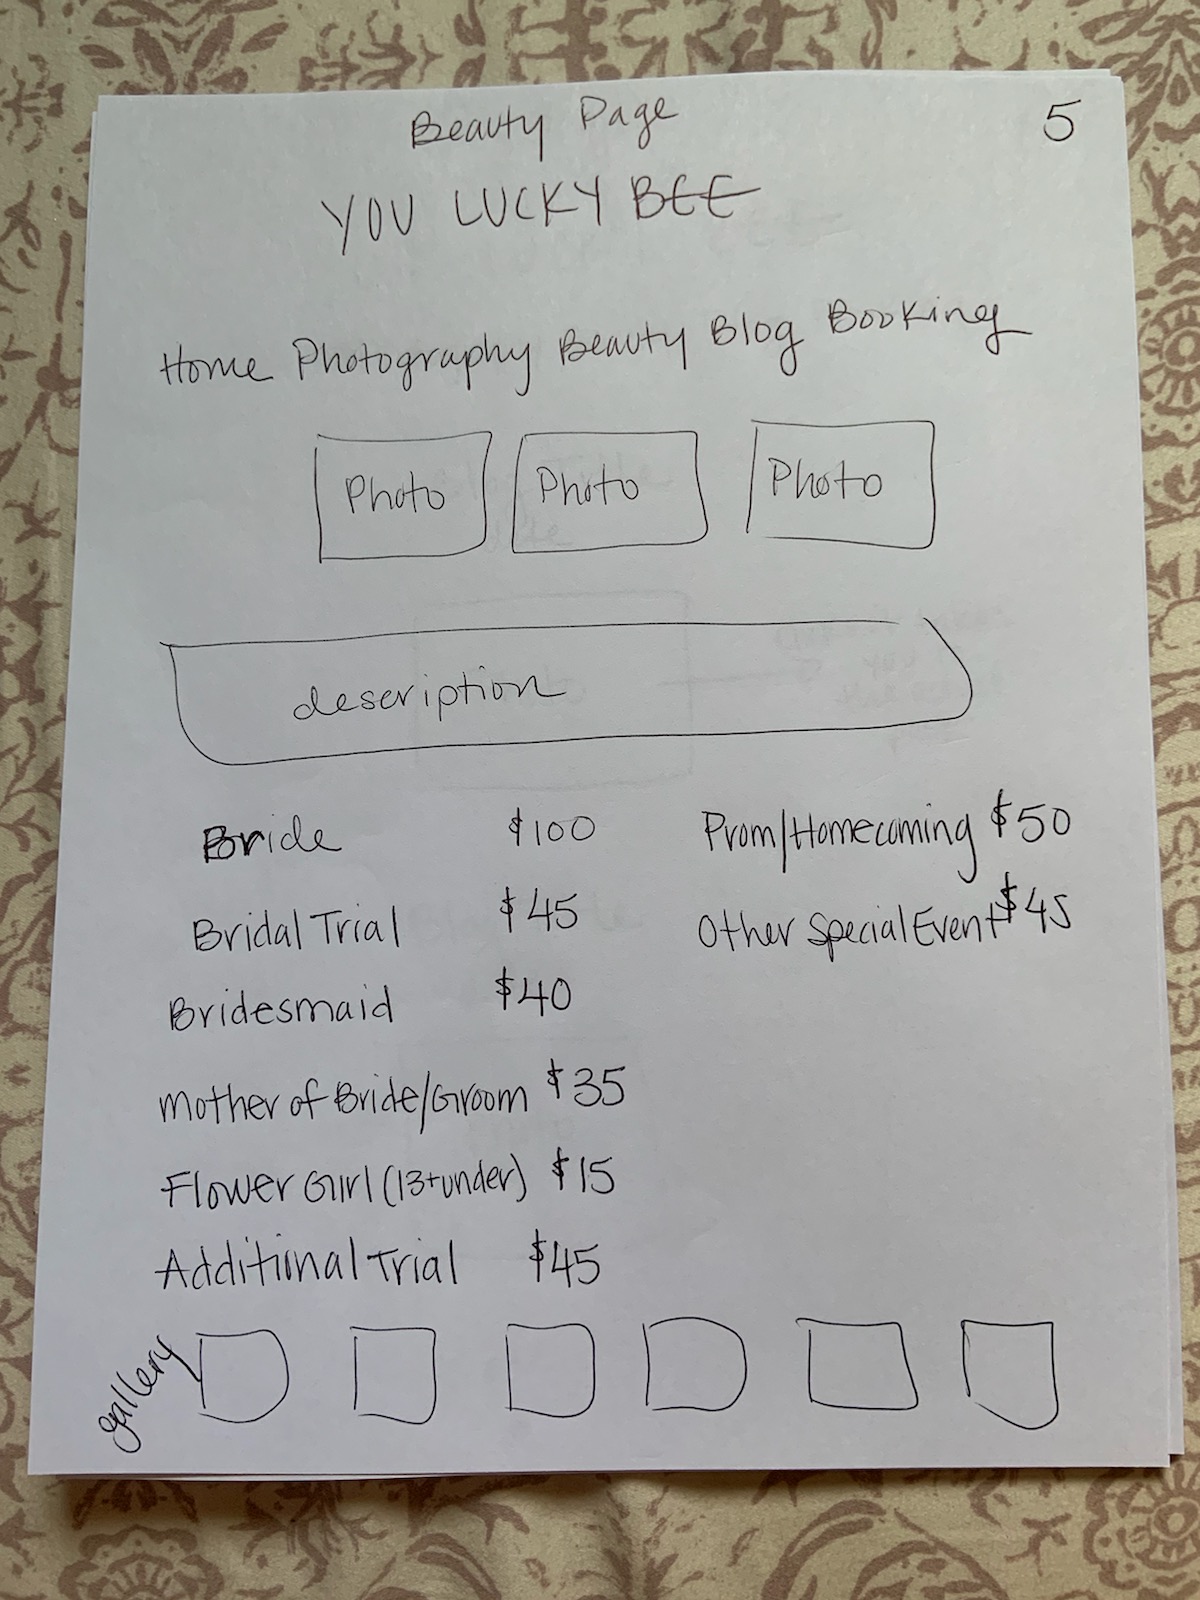 Beauty Page
5
YOU LUCKY BEE
Home Photography Beauty Blog Booking
Photo Photo Photo
description
Bride $100
Prom/Homecoming $50
Bridal Trial $45
Other Special Event $45
Bridesmaid $40
Mother of Bride/Groom $35
Flower Girl (13+under) $15
Additional Trial $45
gallery